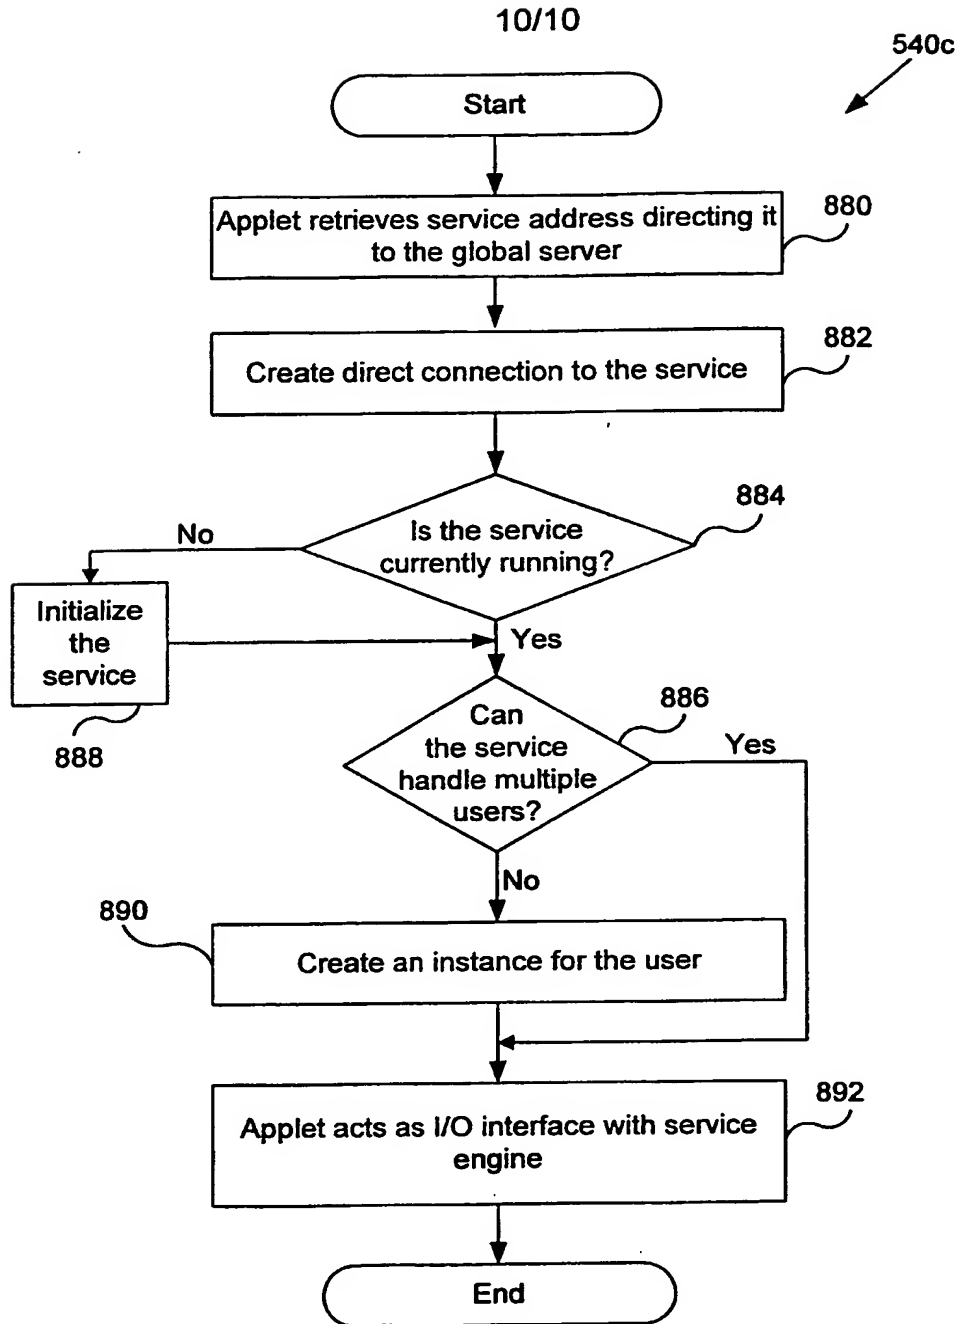 10/10
540c
Start
Applet retrieves service address directing it
to the global server
880
Create direct connection to the service
882
Is the service
currently running?
884
No
Yes
Initialize
the
service
888
Can
the service
handle multiple
users?
886
Yes
No
890
Create an instance for the user
Applet acts as I/O interface with service
engine
892
End